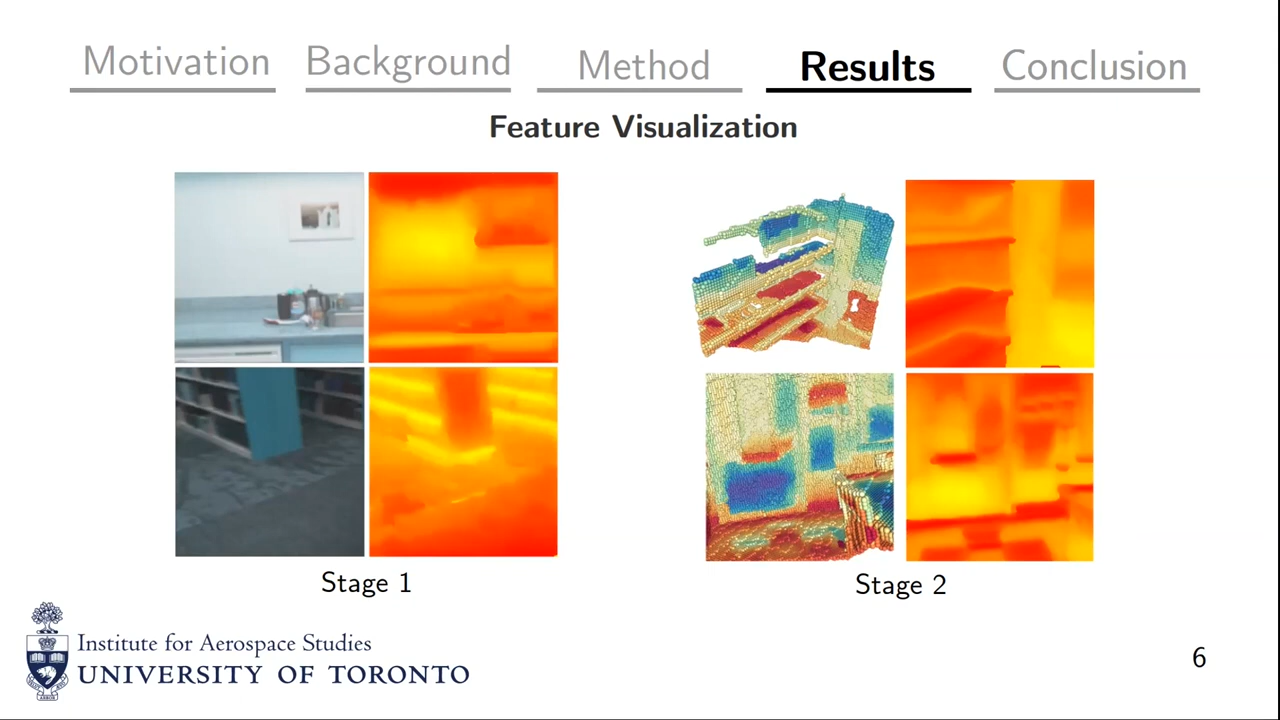 Motivation Background Method Results Conclusion
Feature Visualization
Stage 1
Stage 2
Institute for Aerospace Studies
UNIVERSITY OF TORONTO
6